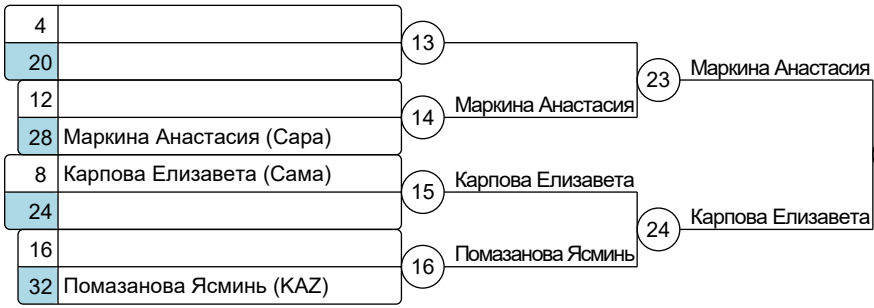 4
13
20
23 Маркина Анастасия
12
14 Маркина Анастасия
28 Маркина Анастасия (Сара)
8 Карпова Елизавета (Сама)
15 Карпова Елизавета
24
24 Карпова Елизавета
16
16 Помазанова Ясминь
32 Помазанова Ясминь (KAZ)